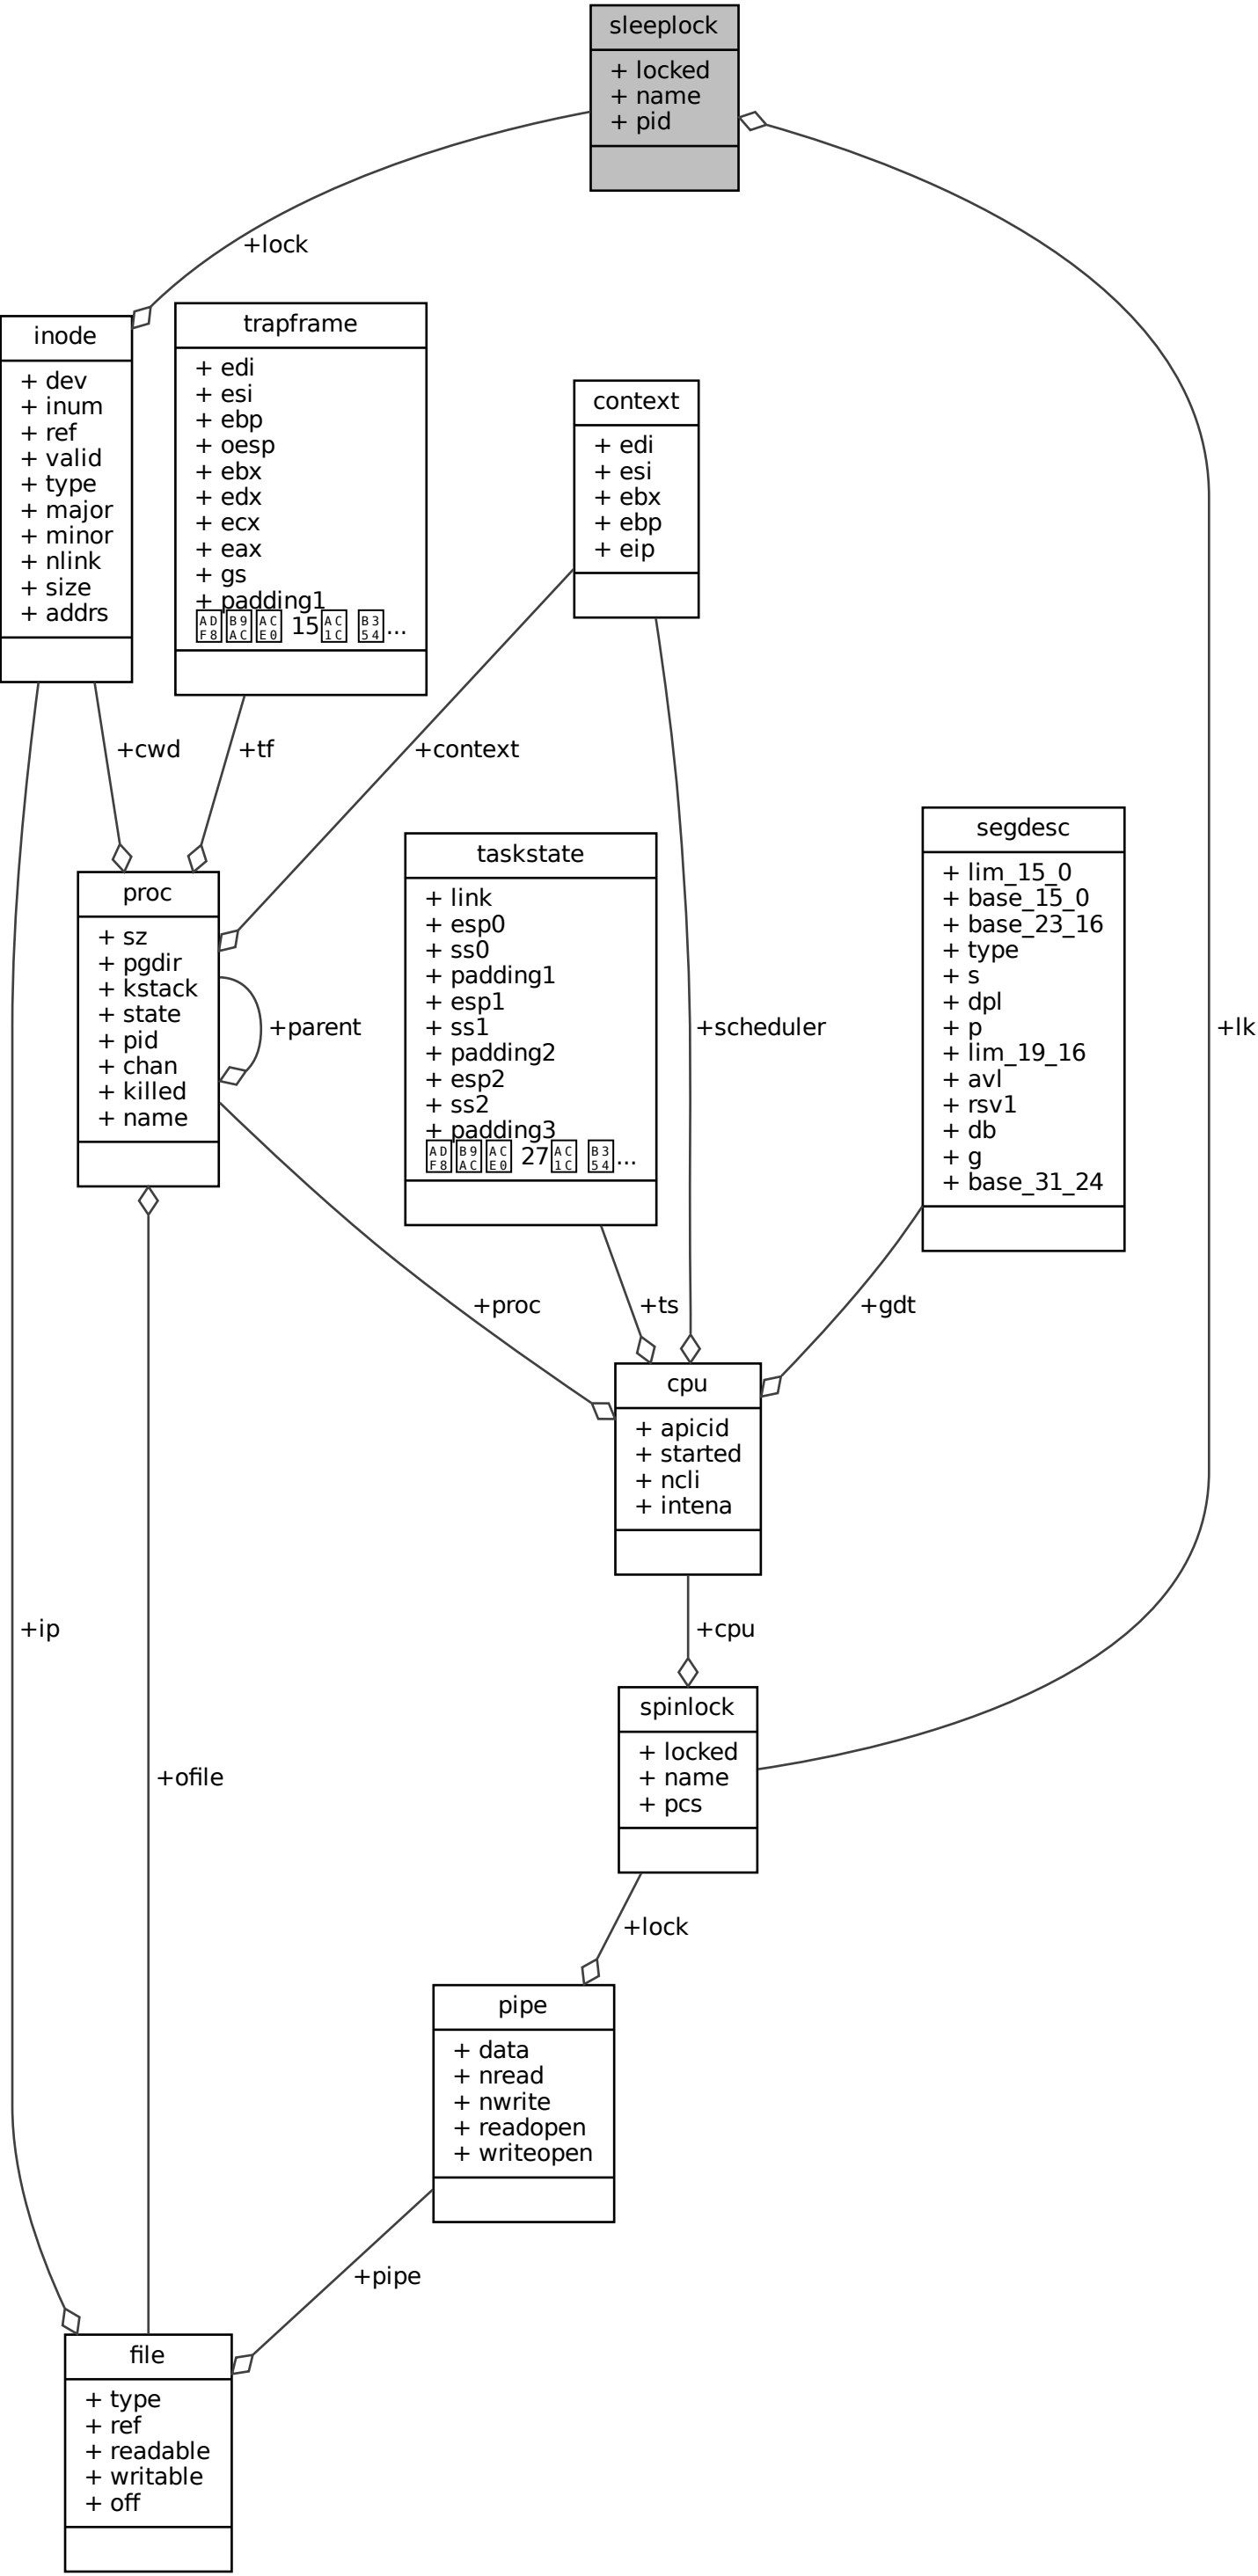 sleeplock
+ locked
+ name
+ pid
+lock
inode
+ dev
+ inum
+ ref
+ valid
+ type
+ major
+ minor
+ nlink
+ size
+ addrs
trapframe
+ edi
+ esi
+ ebp
+ oesp
+ ebx
+ edx
+ ecx
+ eax
+ gs
+ padding1
15 ...
context
+ edi
+ esi
+ ebx
+ ebp
+ eip
+cwd
+tf
+context
proc
+ sz
+ pgdir
+ kstack
+ state
+ pid
+ chan
+ killed
+ name
+parent
taskstate
+ link
+ esp0
+ ss0
+ padding1
+ esp1
+ ss1
+ padding2
+ esp2
+ ss2
+ padding3
27 ...
+scheduler
segdesc
+ lim_15_0
+ base_15_0
+ base_23_16
+ type
+ s
+ dpl
+ p
+ lim_19_16
+ avl
+ rsv1
+ db
+ g
+ base_31_24
+lk
+proc
+ts
+gdt
cpu
+ apicid
+ started
+ ncli
+ intena
+ip
+cpu
spinlock
+ locked
+ name
+ pcs
+ofile
+lock
pipe
+ data
+ nread
+ nwrite
+ readopen
+ writeopen
+pipe
file
+ type
+ ref
+ readable
+ writable
+ off